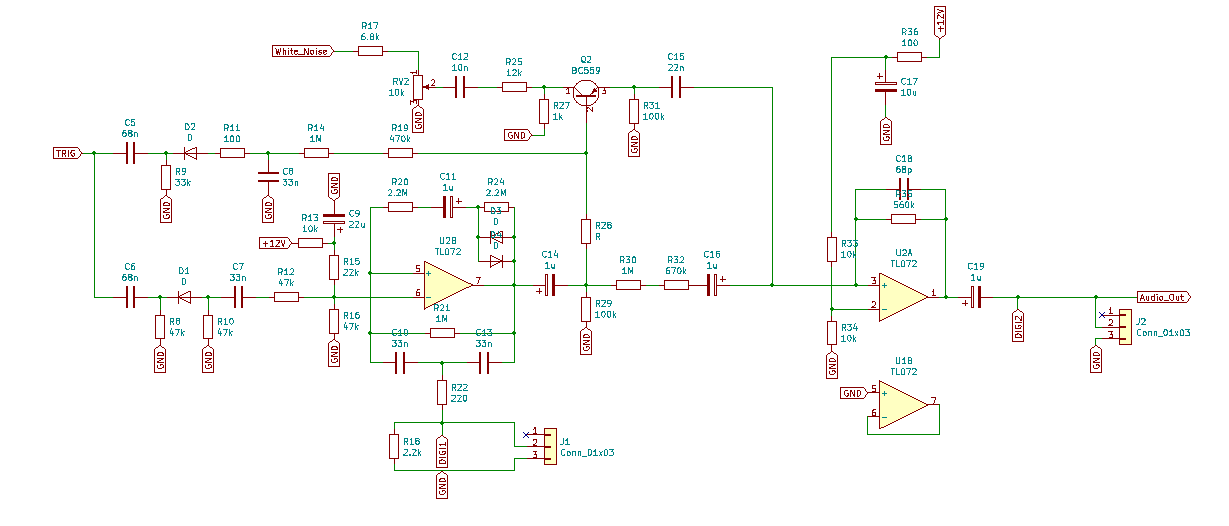 R17
6.8k
White_Noise
RV2
10k
1
2
3
GND
C12
10n
R25
12k
Q2
BC559
1
3
2
C15
22n
R27
1k
GND
R31
100k
GND
+12V
R36
100
C17
10u
GND
TRIG
C5
68n
D2
D
R11
100
R14
1M
R19
470k
R9
33k
GND
C8
33n
GND
GND
C9
22u
R13
10k
+12V
R15
22k
R20
2.2M
C11
1u
R24
2.2M
D3
D
U2B
TL072
5
6
7
R26
R
C14
1u
R30
1M
R32
670k
C16
1u
R29
100k
GND
C6
68n
D1
D
C7
33n
R12
47k
R8
47k
GND
R10
47k
GND
R16
47k
GND
R21
1M
C10
33n
C13
33n
R22
220
R18
2.2k
DIGI1
GND
1
2
3
J1
Conn_01x03
C18
68p
R35
560k
R33
10k
U2A
TL072
3
2
1
R34
10k
GND
C19
1u
DIGI2
Audio_Out
1
2
3
J2
Conn_01x03
GND
U1B
TL072
GND
5
6
7